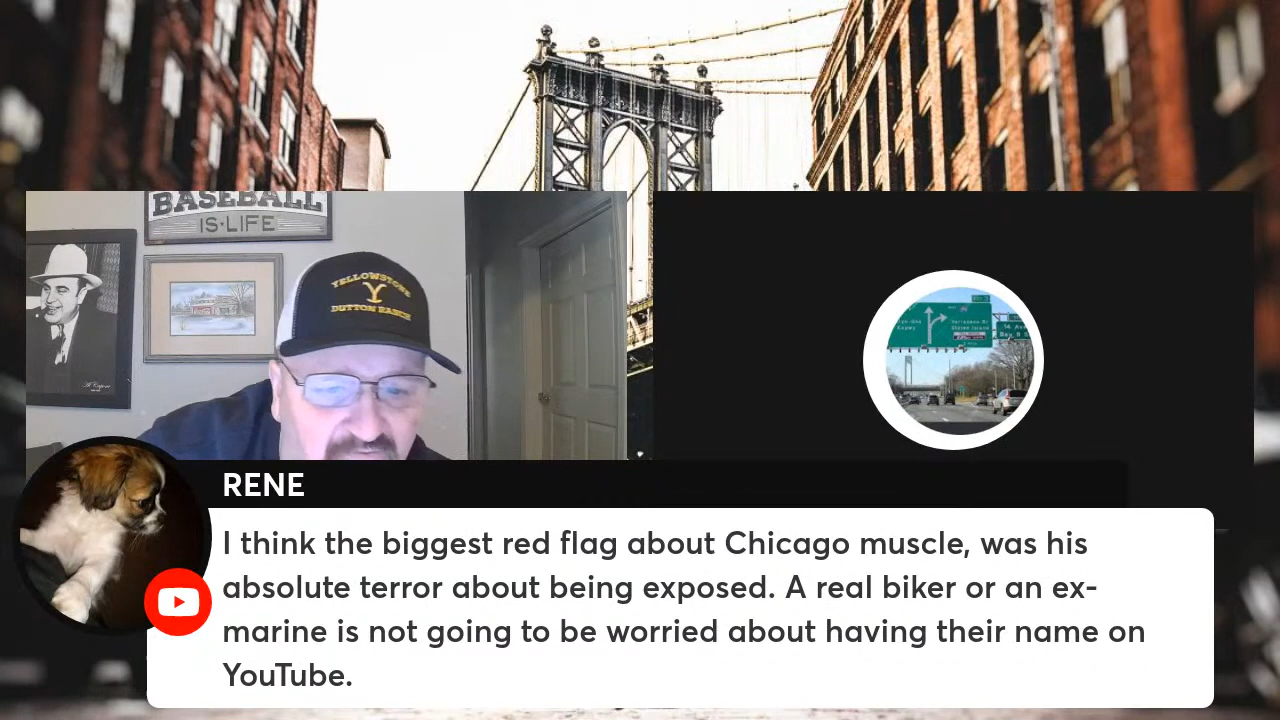 BASEBALL
IS·LIFE
YELLOWSTONE
Y
DUTTON RANCH
Al Capone
RENE
I think the biggest red flag about Chicago muscle, was his
absolute terror about being exposed. A real biker or an ex-
marine is not going to be worried about having their name on
YouTube.